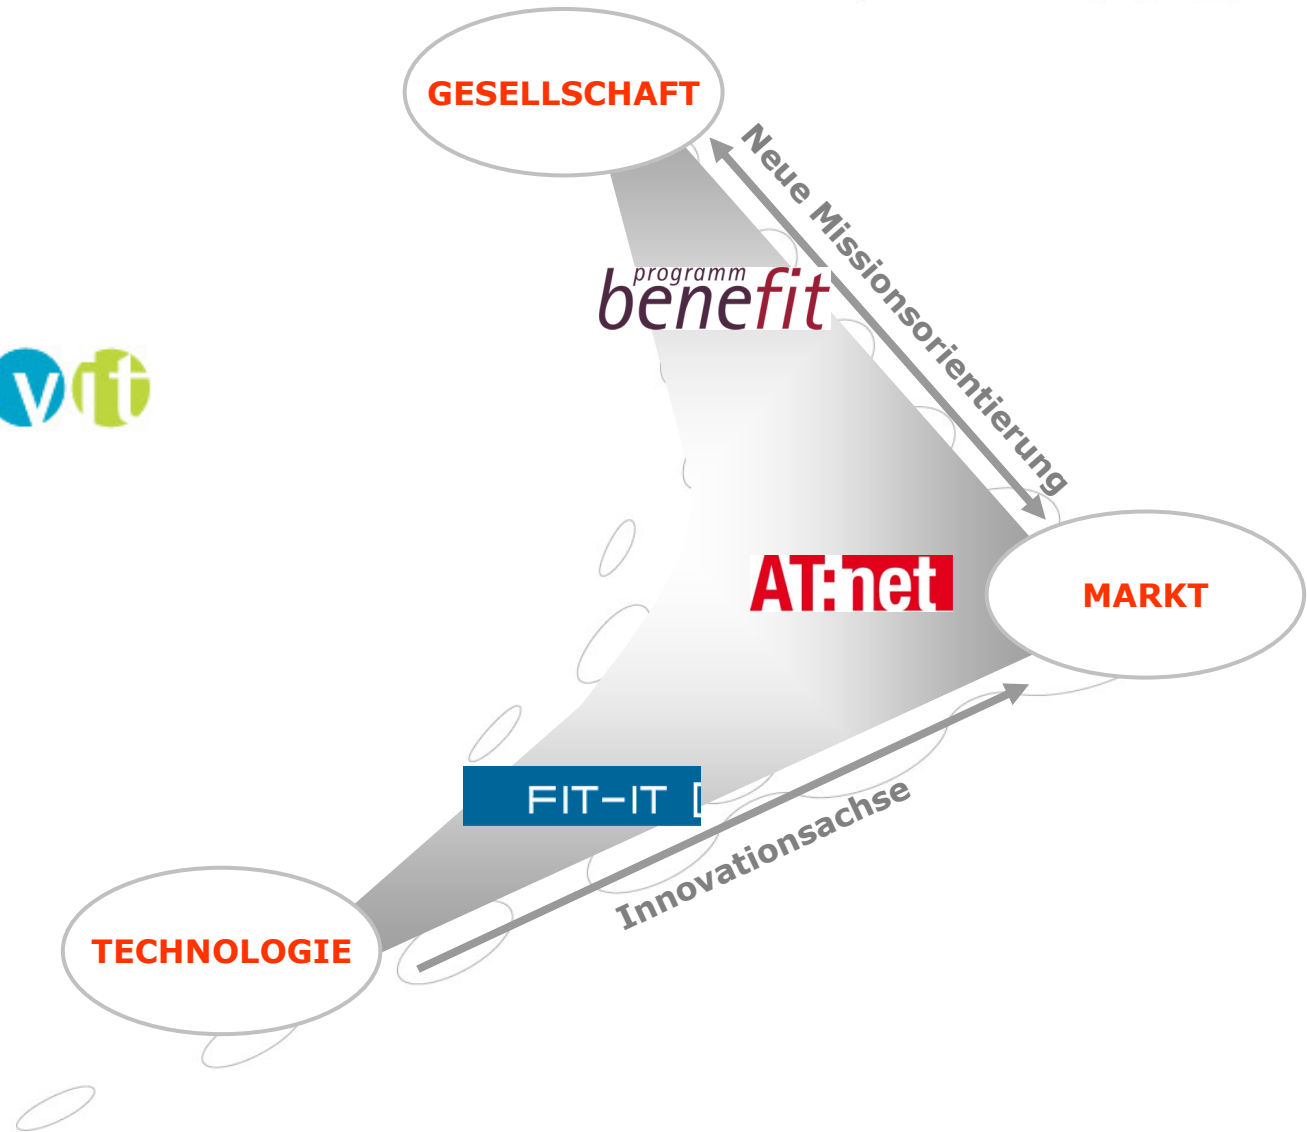 GESELLSCHAFT
Neue Missionsorientierung
programm
benefit
vit
AT:net
MARKT
FIT-IT [
Innovationsachse
TECHNOLOGIE